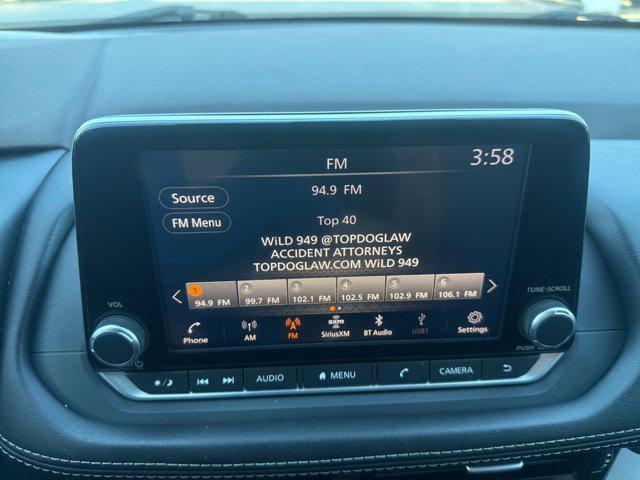 FM
3:58
Source
94.9 FM
FM Menu
Top 40
WiLD 949 @TOPDOGLAW
ACCIDENT ATTORNEYS
TOPDOGLAW.COM WiLD 949
1 2 3 4 5 6
94.9 FM 99.7 FM 102.1 FM 102.5 FM 102.9 FM 106.1 FM
Phone AM FM SiriusXM BT Audio USB1 Settings
sxm
VOL
TUNE·SCROLL
PUSH
AUDIO MENU CAMERA